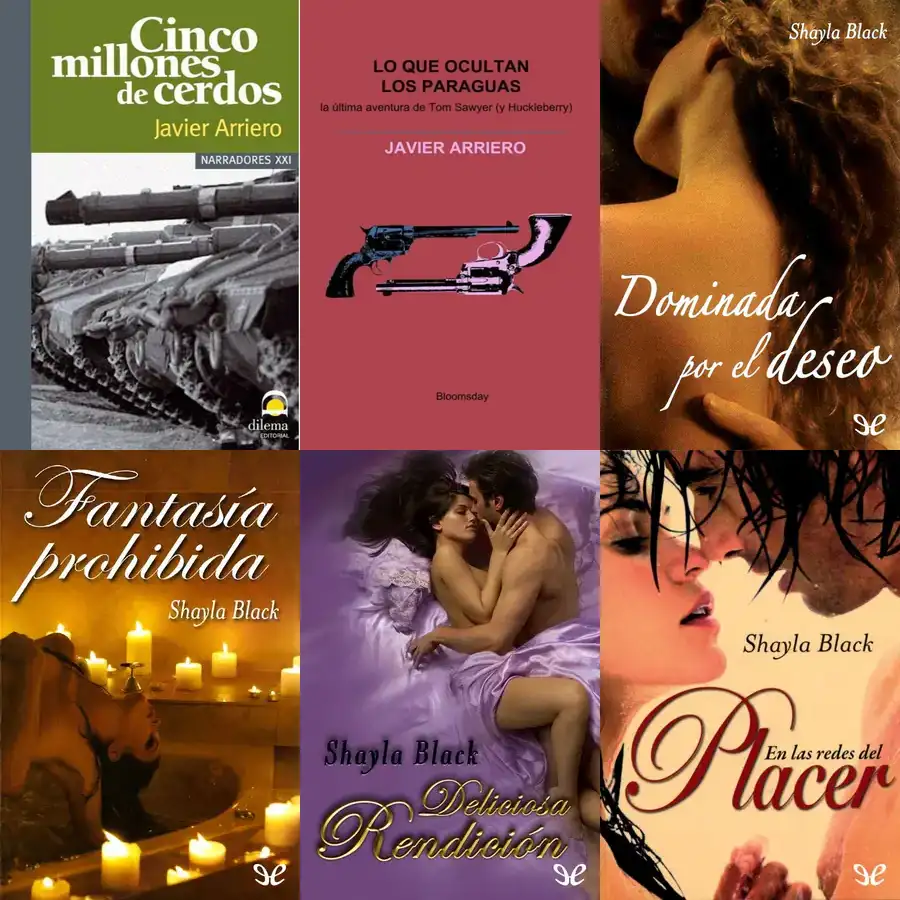 Cinco
millones
de cerdos
Javier Arriero
NARRADORES XXI
dilema
EDITORIAL
LO QUE OCULTAN
LOS PARAGUAS
la última aventura de Tom Sawyer (y Huckleberry)
JAVIER ARRIERO
Bloomsday
Shayla Black
Dominada
por el deseo
Fantasía
prohibida
Shayla Black
Shayla Black
Deliciosa
Rendición
Shayla Black
En las redes del
Placer